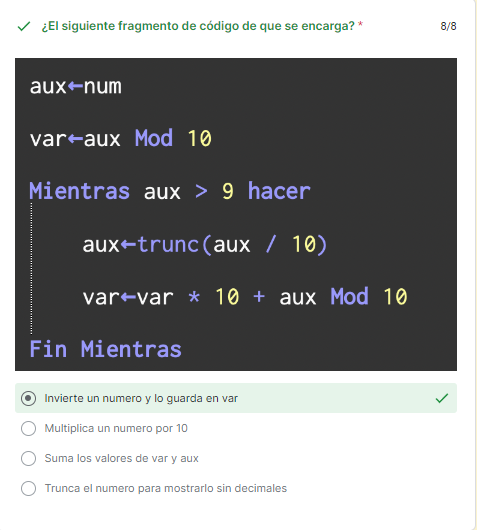 ¿El siguiente fragmento de código de que se encarga? * 8/8
aux←num
var←aux Mod 10
Mientras aux > 9 hacer
aux←trunc(aux / 10)
var←var * 10 + aux Mod 10
Fin Mientras
Invierte un numero y lo guarda en var
Multiplica un numero por 10
Suma los valores de var y aux
Trunca el numero para mostrarlo sin decimales